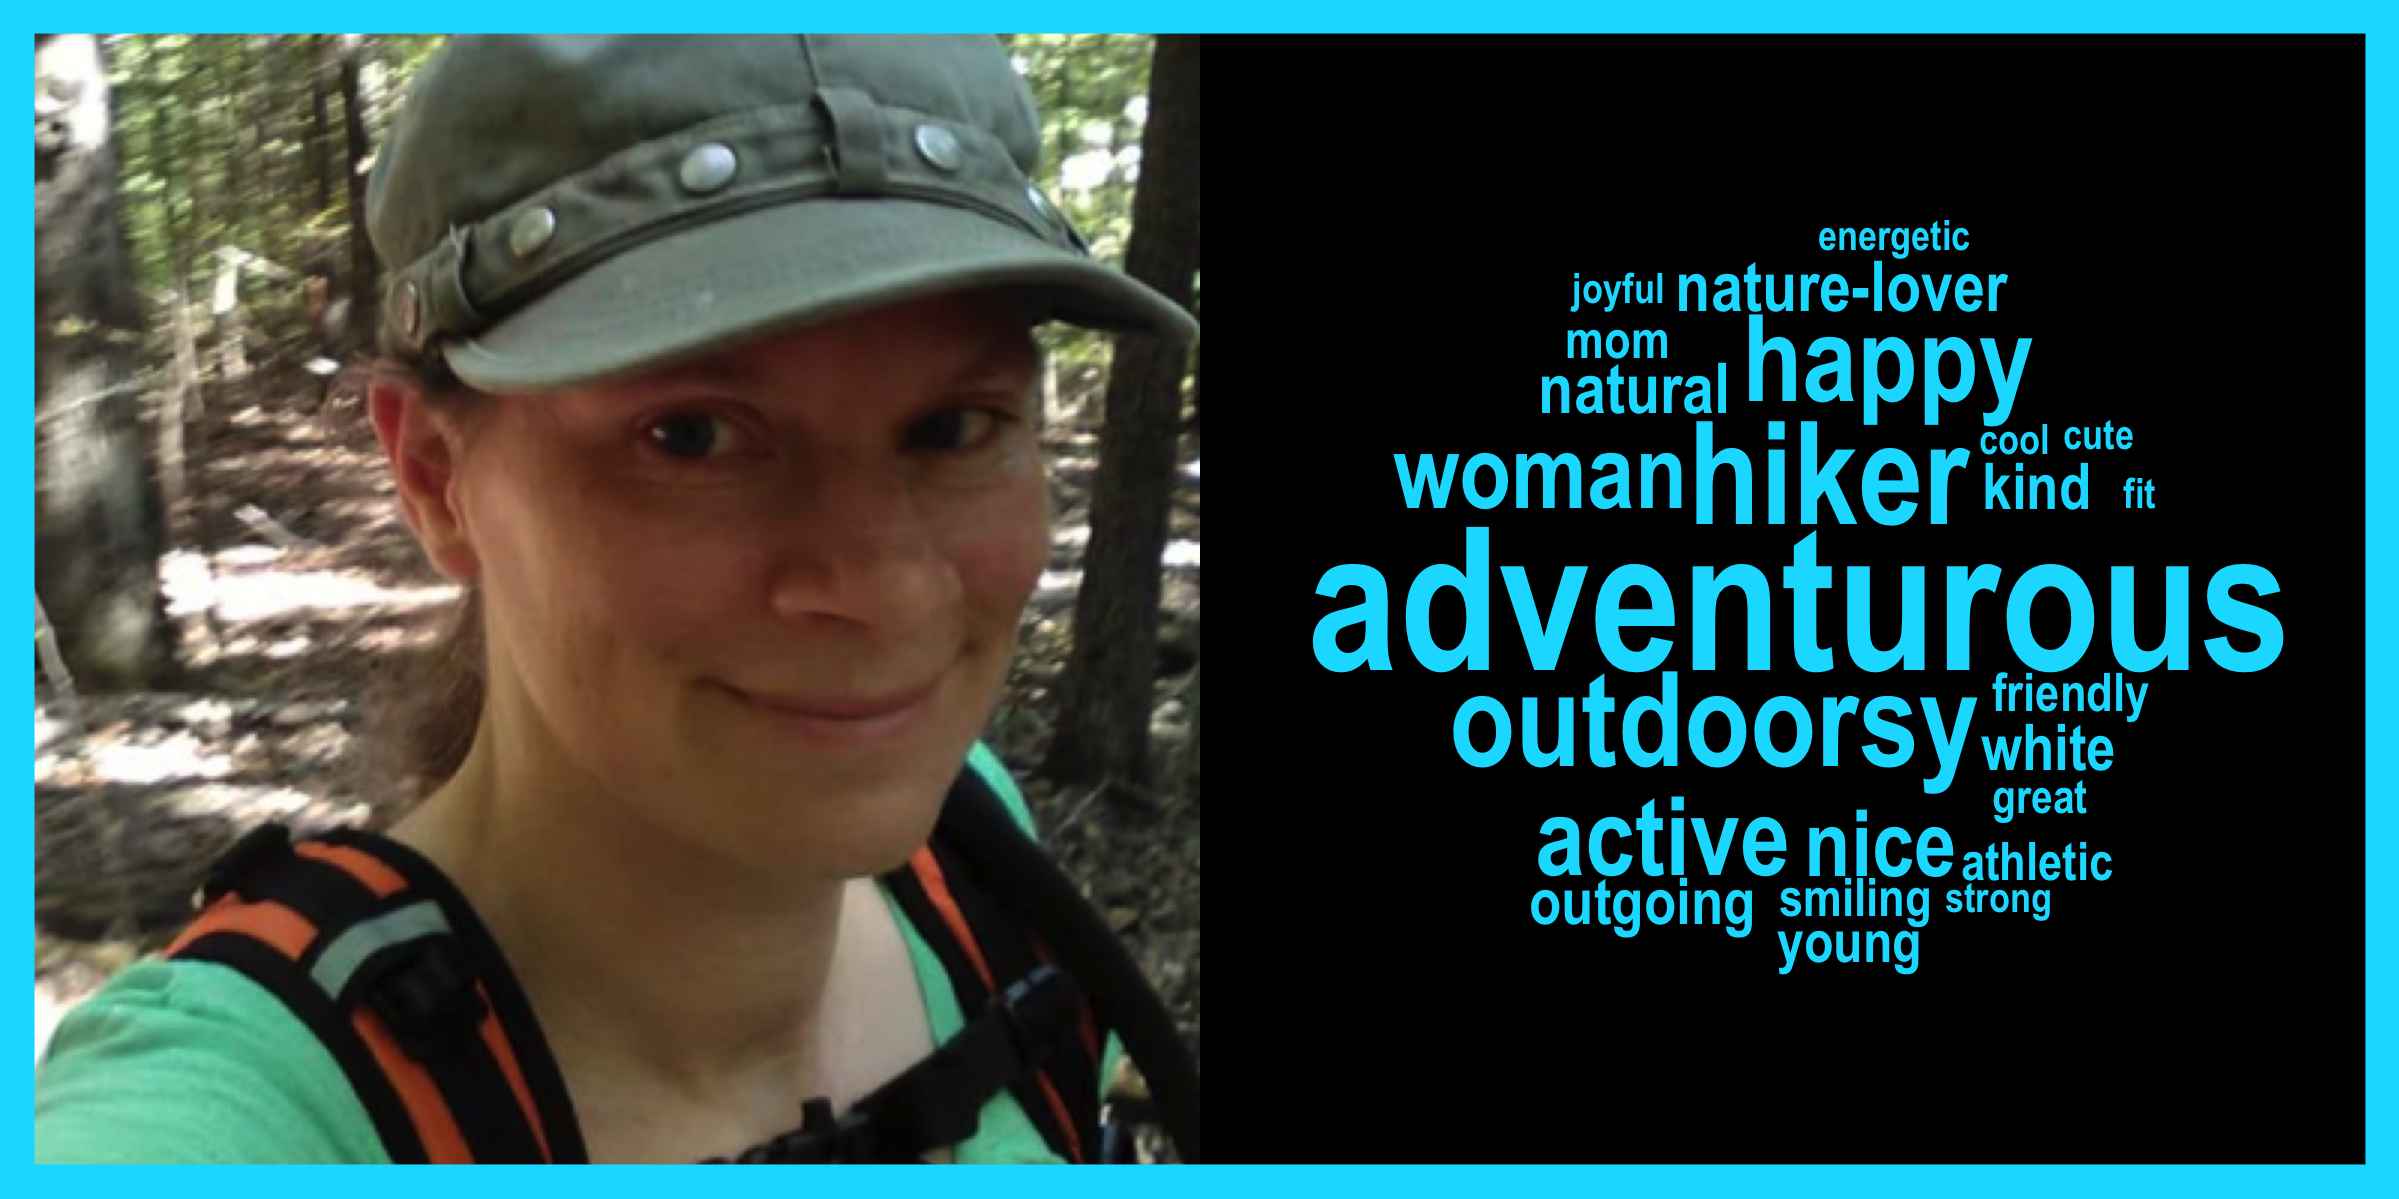 energetic
joyful nature-lover
mom
natural happy
woman hiker cool cute
kind fit
adventurous
outdoorsy friendly
white
great
active nice athletic
outgoing smiling strong
young